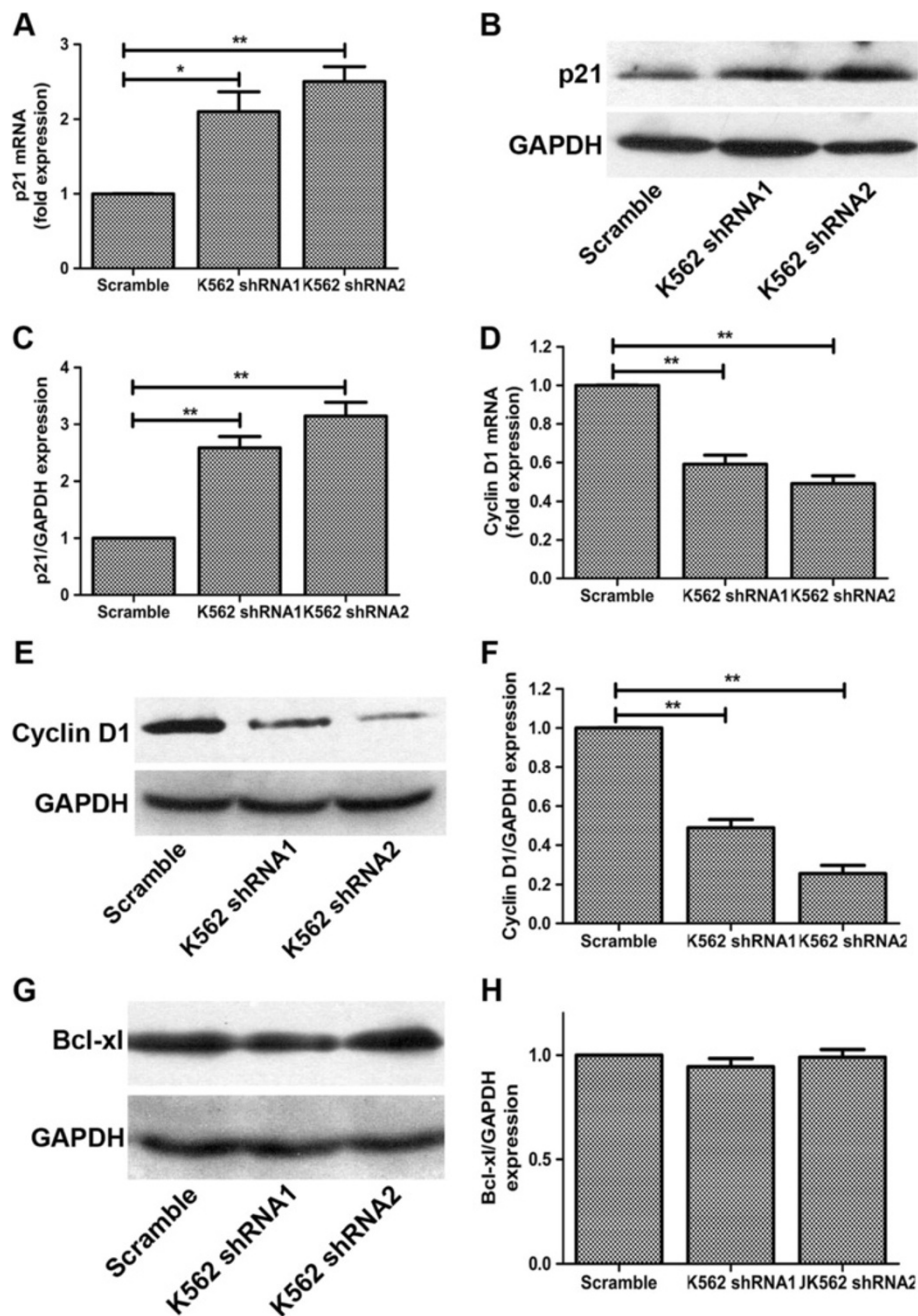 A
p21 mRNA
(fold expression)
3
2
1
0
*
**
Scramble K562 shRNA1 K562 shRNA2
B
p21
GAPDH
Scramble
K562 shRNA1
K562 shRNA2
C
p21/GAPDH expression
4
3
2
1
0
**
**
Scramble K562 shRNA1 K562 shRNA2
D
Cyclin D1 mRNA
(fold expression)
1.2
1.0
0.8
0.6
0.4
0.2
0.0
**
**
Scramble K562 shRNA1 K562 shRNA2
E
Cyclin D1
GAPDH
Scramble
K562 shRNA1
K562 shRNA2
F
Cyclin D1/GAPDH expression
1.2
1.0
0.8
0.6
0.4
0.2
0.0
**
**
Scramble K562 shRNA1 K562 shRNA2
G
Bcl-xl
GAPDH
Scramble
K562 shRNA1
K562 shRNA2
H
Bcl-xl/GAPDH
expression
1.0
0.5
0.0
Scramble K562 shRNA1 JK562 shRNA2